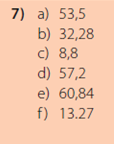 7) a) 53,5
b) 32,28
c) 8,8
d) 57,2
e) 60,84
f) 13.27